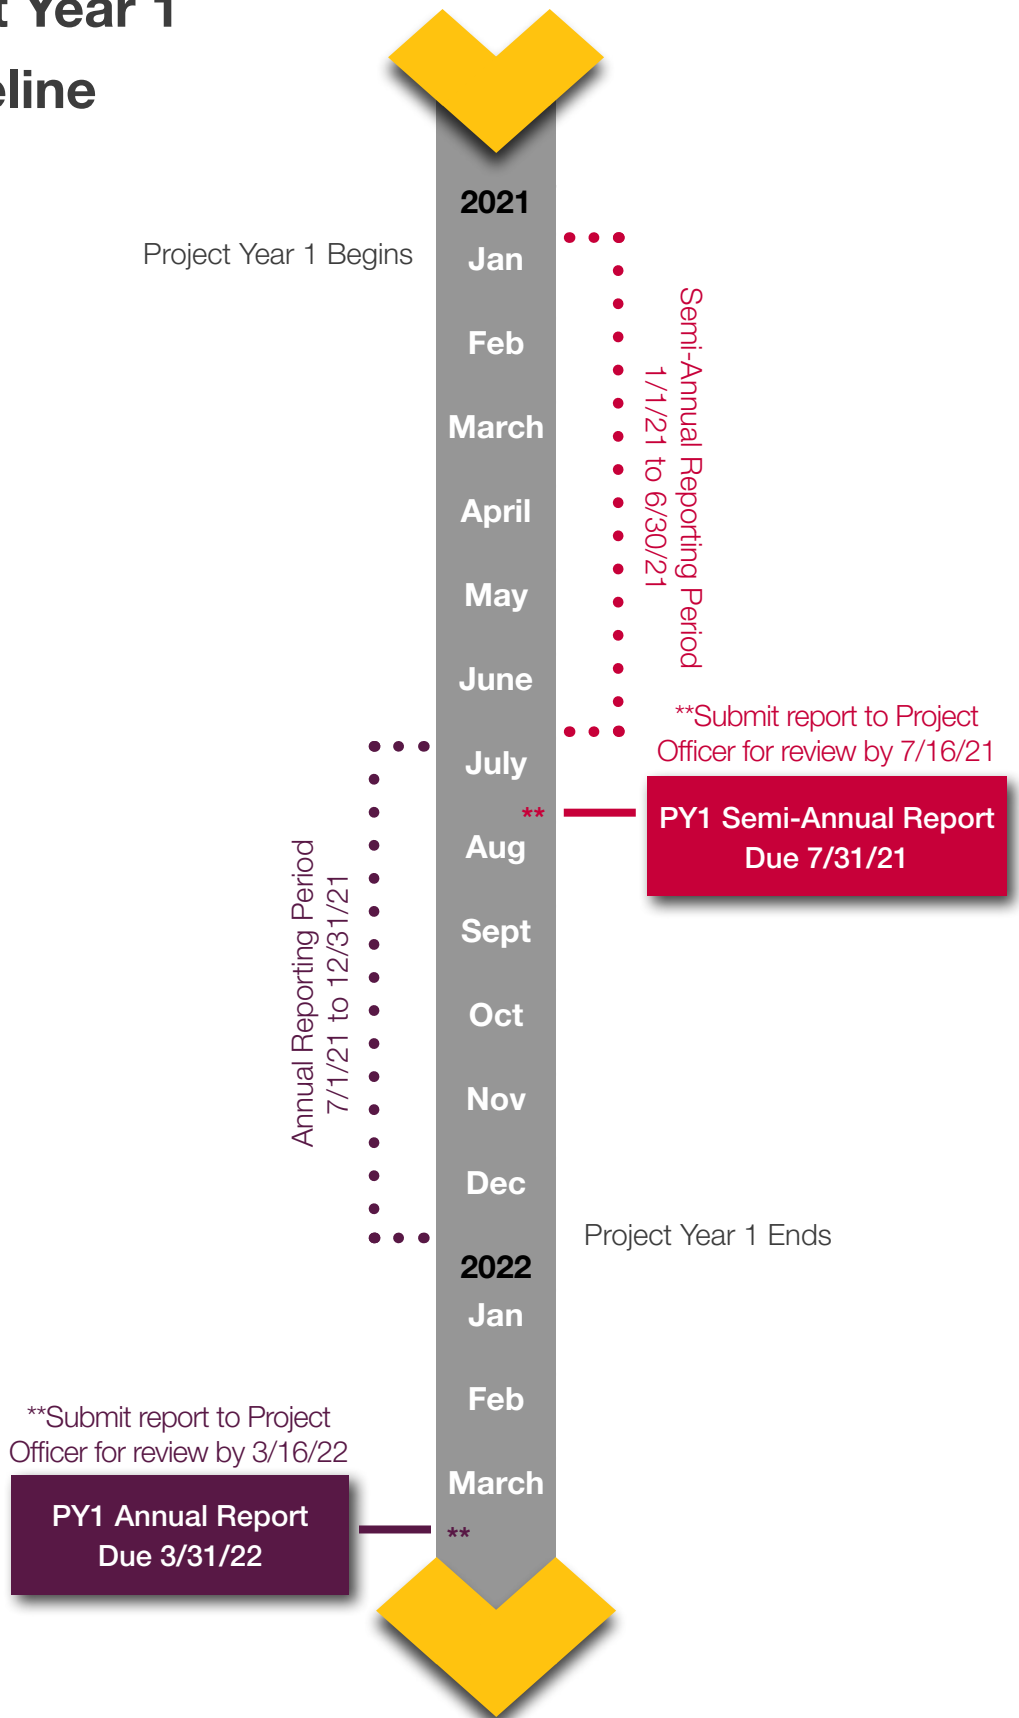 t Year 1
eline
2021
Project Year 1 Begins
Jan
Feb
March
April
May
June
Semi-Annual Reporting Period
1/1/21 to 6/30/21
**Submit report to Project
Officer for review by 7/16/21
July
**
PY1 Semi-Annual Report
Due 7/31/21
Aug
Annual Reporting Period
7/1/21 to 12/31/21
Sept
Oct
Nov
Dec
Project Year 1 Ends
2022
Jan
Feb
**Submit report to Project
Officer for review by 3/16/22
March
PY1 Annual Report
Due 3/31/22
**